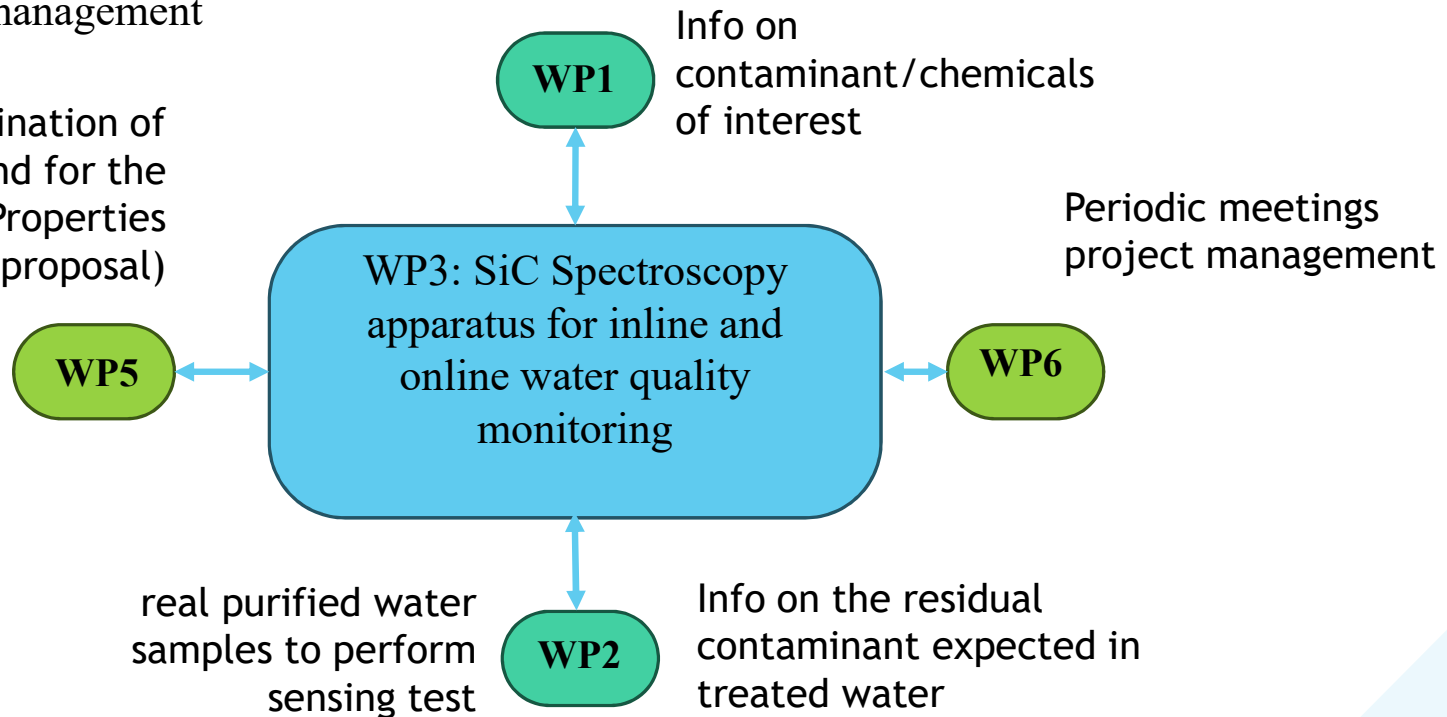 management
Info on
contaminant/chemicals
of interest
WP1
ination of
nd for the
Properties
proposal)
Periodic meetings
project management
WP3: SiC Spectroscopy
apparatus for inline and
online water quality
monitoring
WP5
WP6
real purified water
samples to perform
sensing test
WP2
Info on the residual
contaminant expected in
treated water